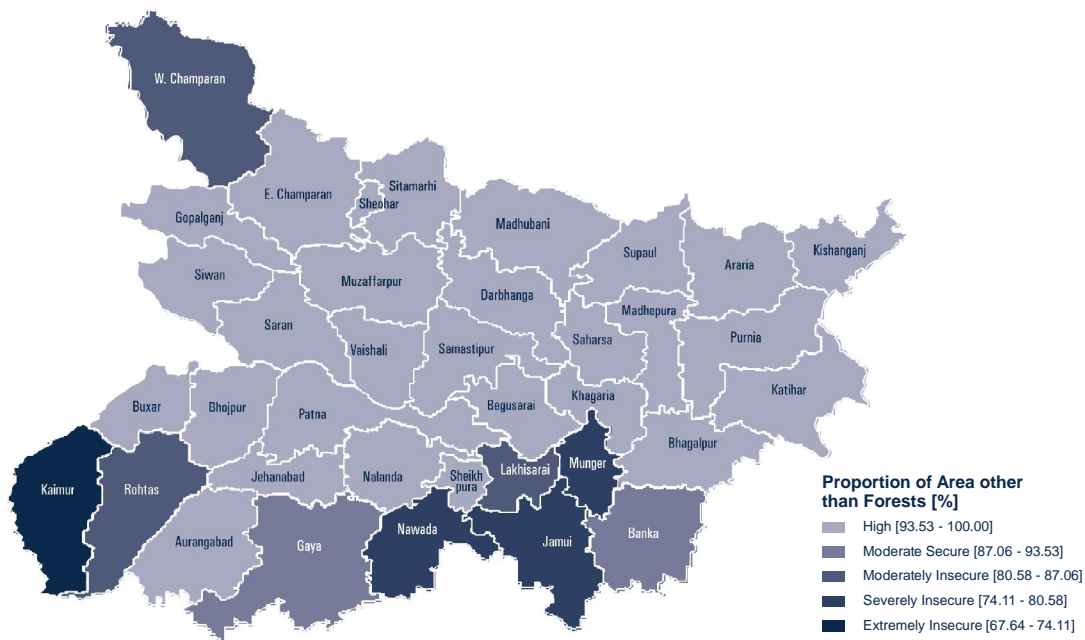 W. Champaran
E. Champaran
Sitamarhi
Sheohar
Gopalganj
Madhubani
Supaul
Araria
Kishanganj
Siwan
Muzaffarpur
Darbhanga
Madhepura
Saran
Vaishali
Samastipur
Saharsa
Purnia
Katihar
Buxar
Bhojpur
Patna
Begusarai
Khagaria
Bhagalpur
Kaimur
Rohtas
Jehanabad
Nalanda
Sheikh
pura
Lakhisarai
Munger
Aurangabad
Gaya
Nawada
Jamui
Banka
Proportion of Area other
than Forests [%]
High [93.53 - 100.00]
Moderate Secure [87.06 - 93.53]
Moderately Insecure [80.58 - 87.06]
Severely Insecure [74.11 - 80.58]
Extremely Insecure [67.64 - 74.11]